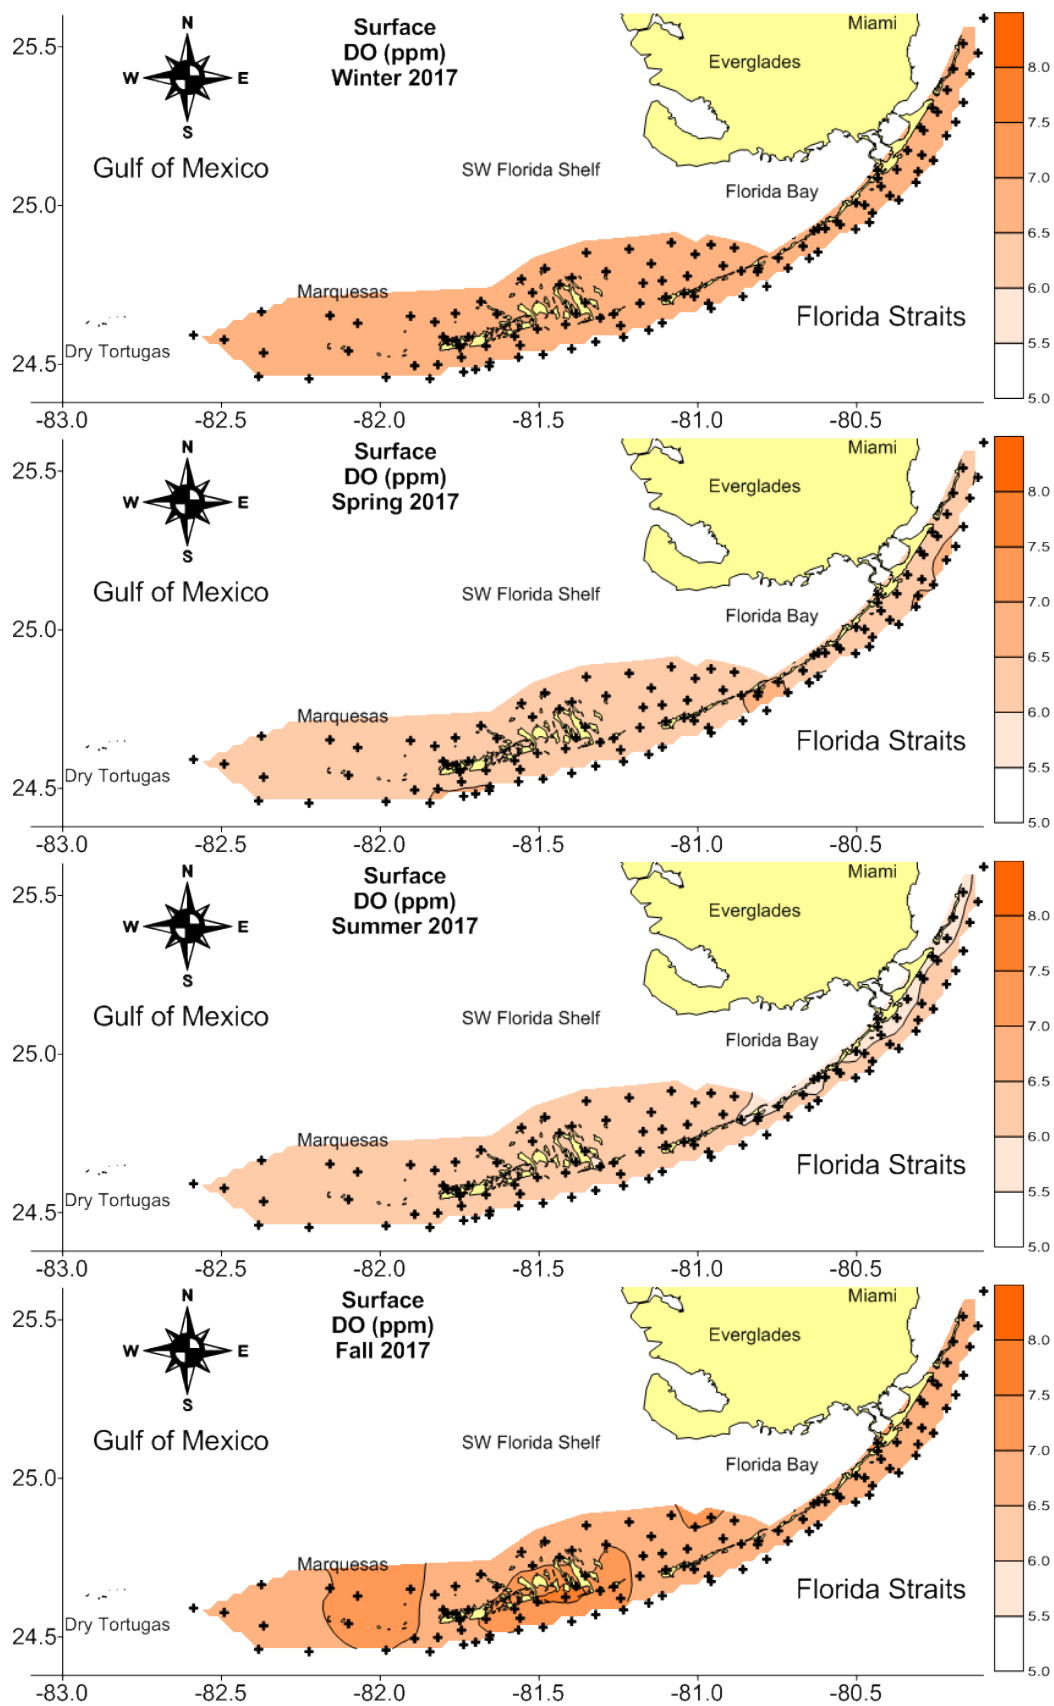 Surface
DO (ppm)
Winter 2017
N
W
E
S
Gulf of Mexico
SW Florida Shelf
Everglades
Miami
Florida Bay
Marquesas
Dry Tortugas
Florida Straits
25.5
25.0
24.5
-83.0 -82.5 -82.0 -81.5 -81.0 -80.5
8.0
7.5
7.0
6.5
6.0
5.5
5.0
Surface
DO (ppm)
Spring 2017
N
W
E
S
Gulf of Mexico
SW Florida Shelf
Everglades
Miami
Florida Bay
Marquesas
Dry Tortugas
Florida Straits
25.5
25.0
24.5
-83.0 -82.5 -82.0 -81.5 -81.0 -80.5
8.0
7.5
7.0
6.5
6.0
5.5
5.0
Surface
DO (ppm)
Summer 2017
N
W
E
S
Gulf of Mexico
SW Florida Shelf
Everglades
Miami
Florida Bay
Marquesas
Dry Tortugas
Florida Straits
25.5
25.0
24.5
-83.0 -82.5 -82.0 -81.5 -81.0 -80.5
8.0
7.5
7.0
6.5
6.0
5.5
5.0
Surface
DO (ppm)
Fall 2017
N
W
E
S
Gulf of Mexico
SW Florida Shelf
Everglades
Miami
Florida Bay
Marquesas
Dry Tortugas
Florida Straits
25.5
25.0
24.5
-83.0 -82.5 -82.0 -81.5 -81.0 -80.5
8.0
7.5
7.0
6.5
6.0
5.5
5.0